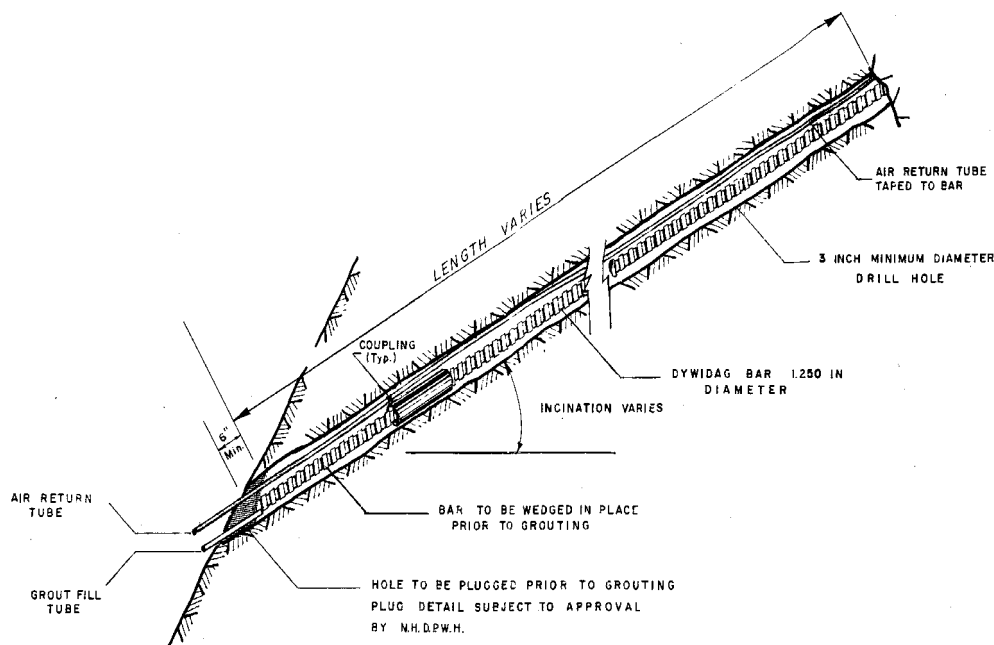 LENGTH VARIES
AIR RETURN TUBE
TAPED TO BAR
3 INCH MINIMUM DIAMETER
DRILL HOLE
COUPLING
(Typ.)
DYWIDAG BAR 1.250 IN
DIAMETER
INCINATION VARIES
6"
Min.
AIR RETURN
TUBE
BAR TO BE WEDGED IN PLACE
PRIOR TO GROUTING
GROUT FILL
TUBE
HOLE TO BE PLUGGED PRIOR TO GROUTING
PLUG DETAIL SUBJECT TO APPROVAL
BY N.H.D.P.W.H.